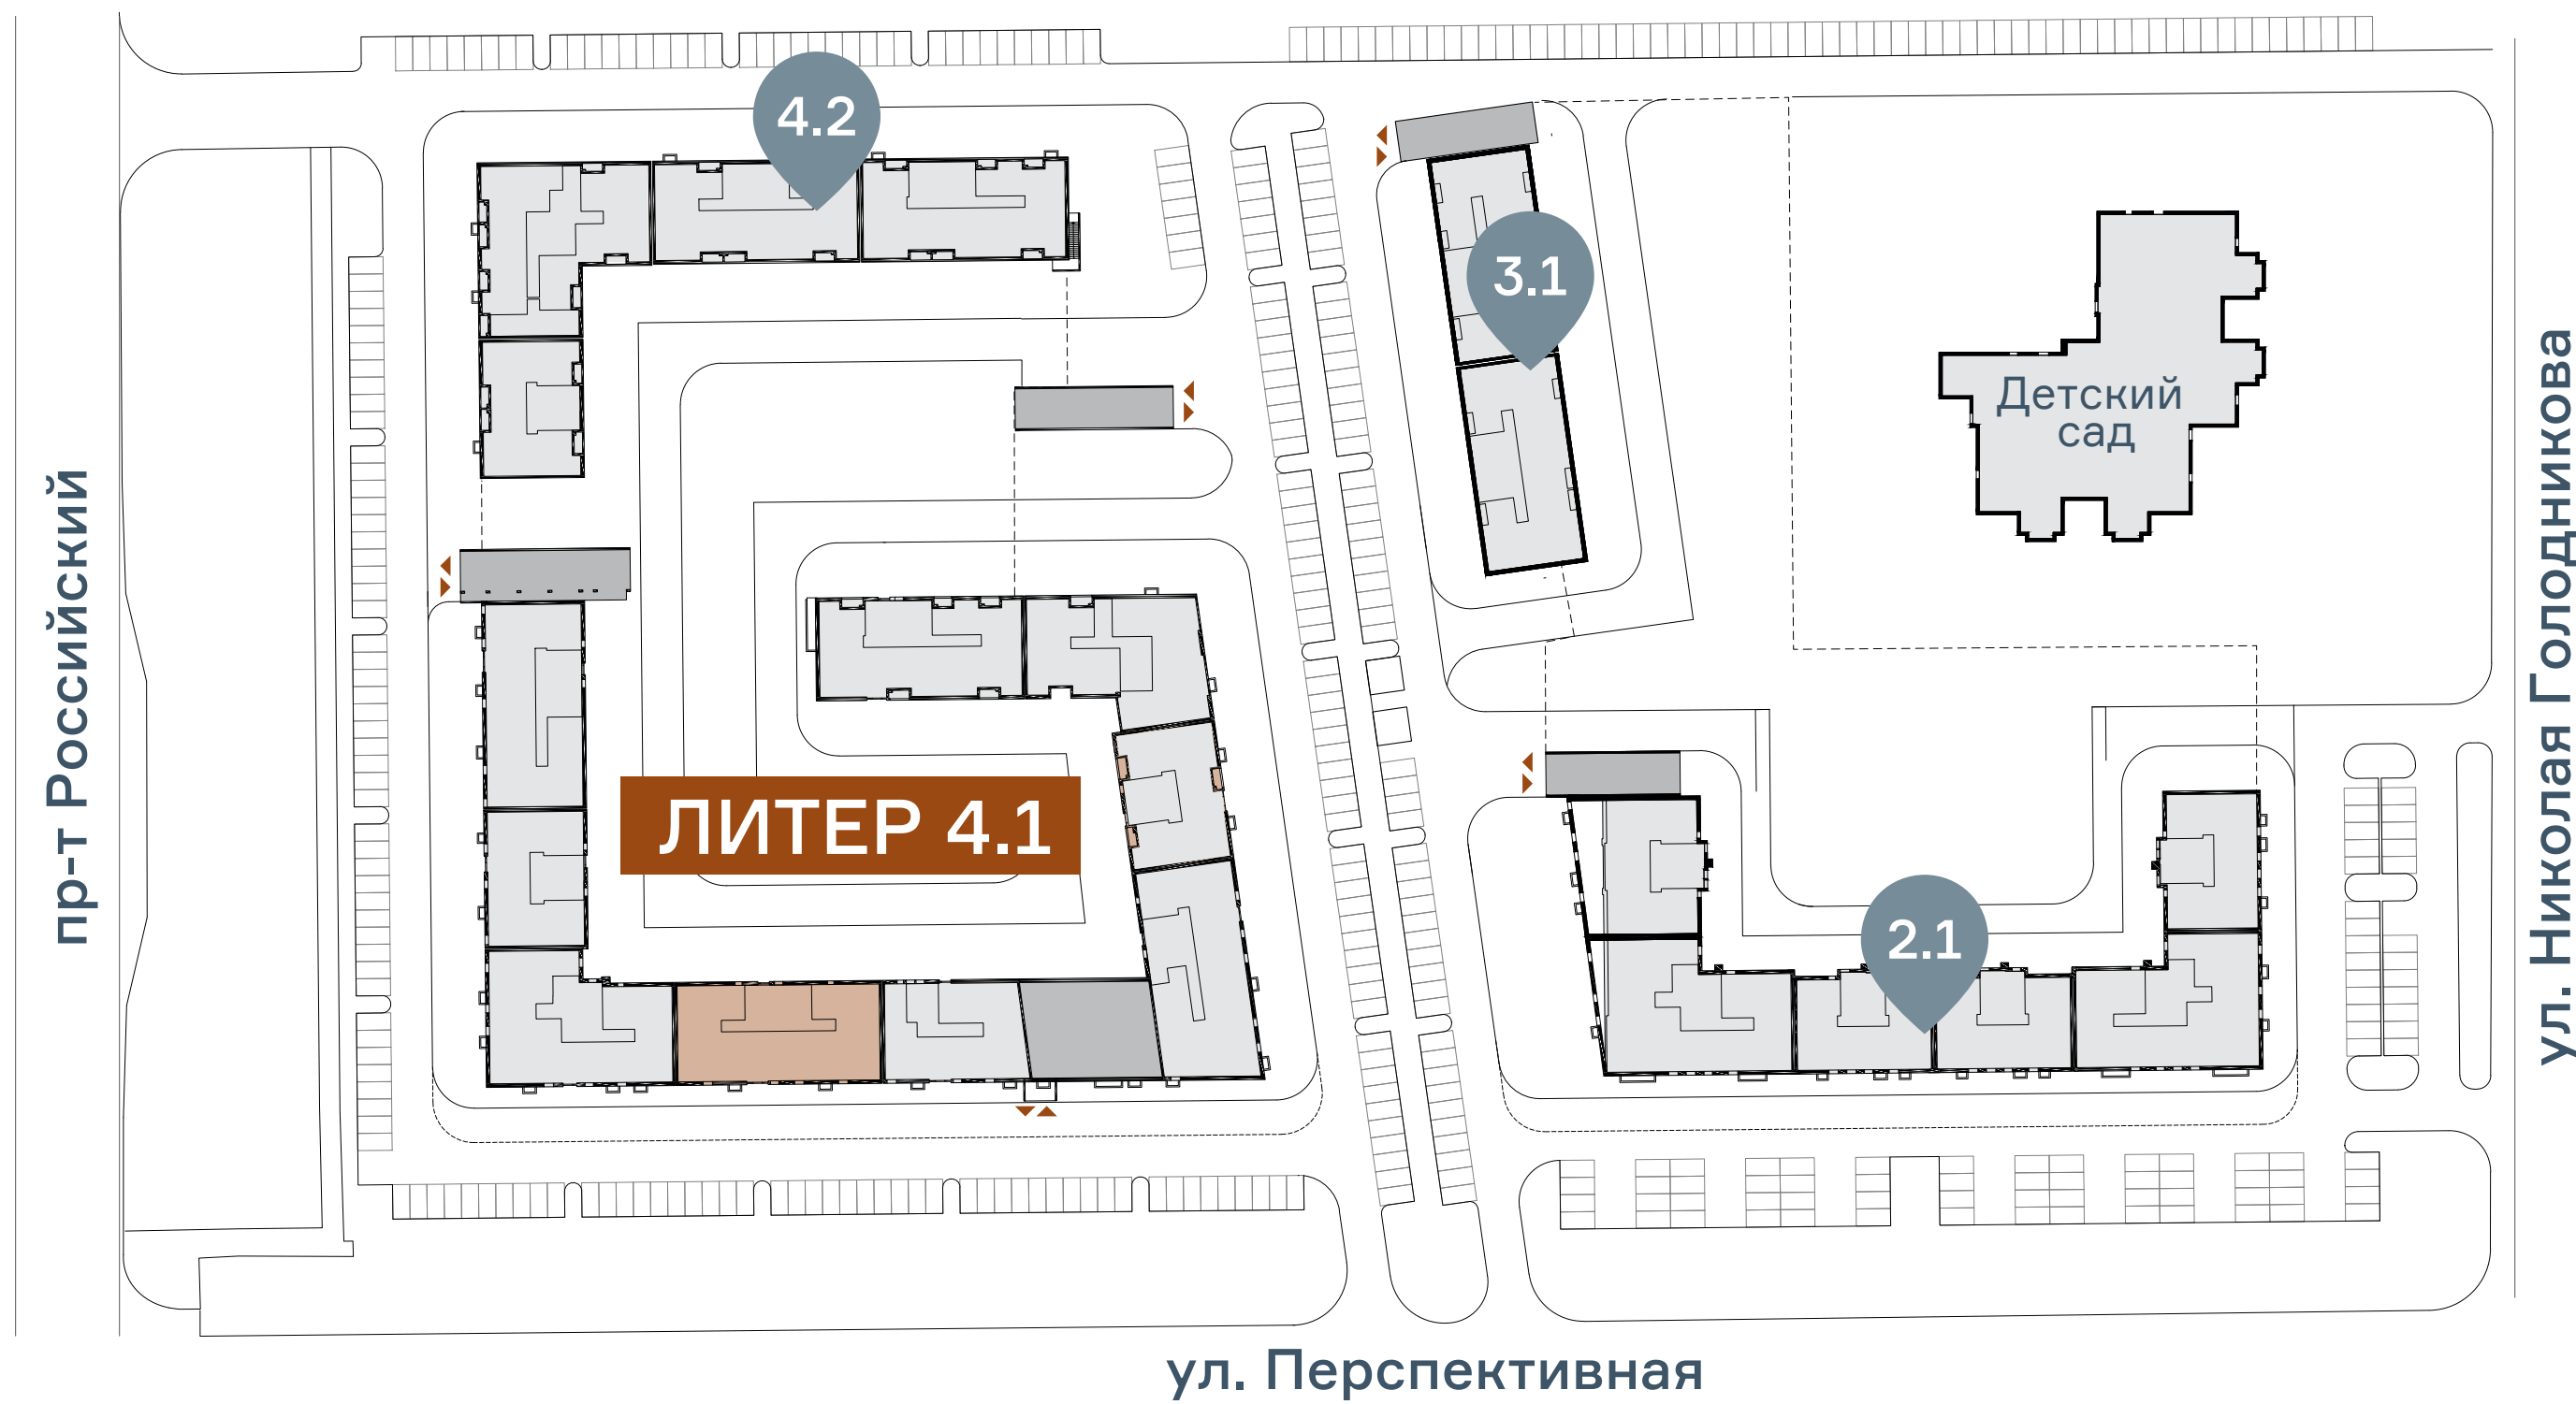 4.2
3.1
Детский
сад
пр-т Российский
ул. Николая Голодникова
ЛИТЕР 4.1
2.1
ул. Перспективная